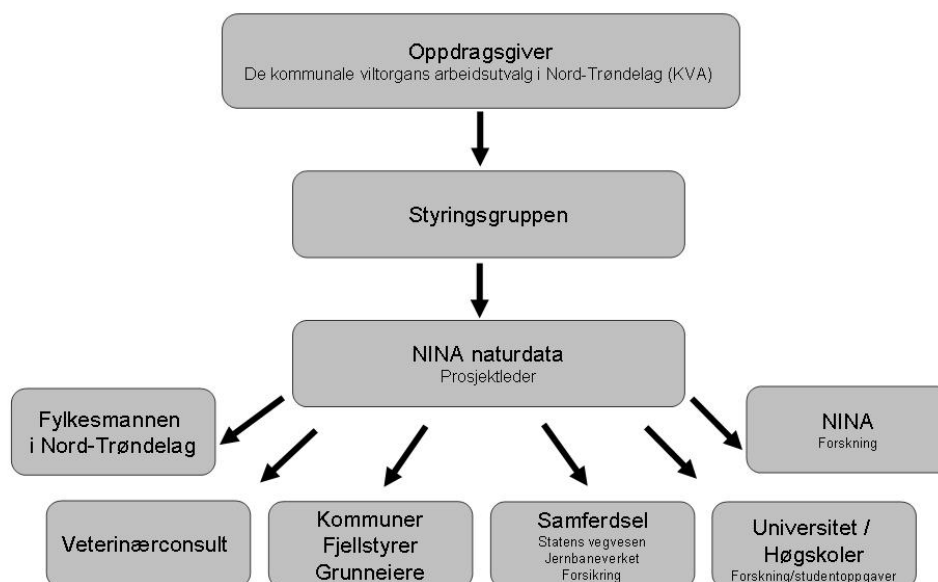 Oppdragsgiver
De kommunale viltorgans arbeidsutvalg i Nord-Trøndelag (KVA)
Styringsgruppen
NINA naturdata
Prosjektleder
Fylkesmannen
i Nord-Trøndelag
NINA
Forskning
Veterinærconsult
Kommuner
Fjellstyrer
Grunneiere
Samferdsel
Statens vegvesen
Jernbaneverket
Forsikring
Universitet /
Høgskoler
Forskning/studentoppgaver